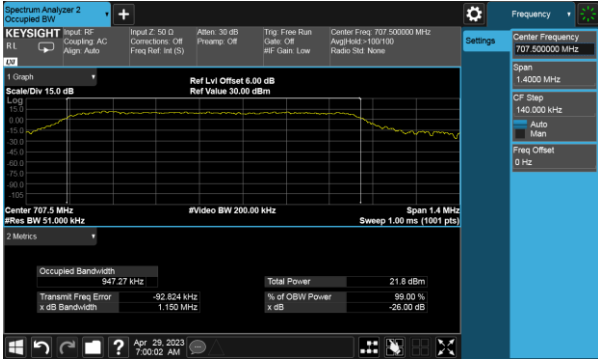 Spectrum Analyzer 2
Occupied BW
+
Frequency
KEYSIGHT
RL
LXI
Input: RF
Coupling: AC
Align: Auto
Input Z: 50 Ω
Corrections: Off
Freq Ref: Int (S)
Atten: 30 dB
Preamp: Off
Trig: Free Run
Gate: Off
#IF Gain: Low
Center Freq: 707.500000 MHz
Avg|Hold:>100/100
Radio Std: None
Settings
Center Frequency
707.500000 MHz
Span
1.4000 MHz
CF Step
140.000 kHz
Auto
Man
Freq Offset
0 Hz
1 Graph
Scale/Div 15.0 dB
Ref Lvl Offset 6.00 dB
Ref Value 30.00 dBm
Log
15.0
0.00
-15.0
-30.0
-45.0
-60.0
-75.0
-90.0
-105
Center 707.5 MHz
#Res BW 51.000 kHz
#Video BW 200.00 kHz
Span 1.4 MHz
Sweep 1.00 ms (1001 pts)
2 Metrics
Occupied Bandwidth
947.27 kHz
Total Power
21.8 dBm
Transmit Freq Error
-92.824 kHz
% of OBW Power
99.00 %
x dB Bandwidth
1.150 MHz
x dB
-26.00 dB
?
Apr 29, 2023
7:00:02 AM